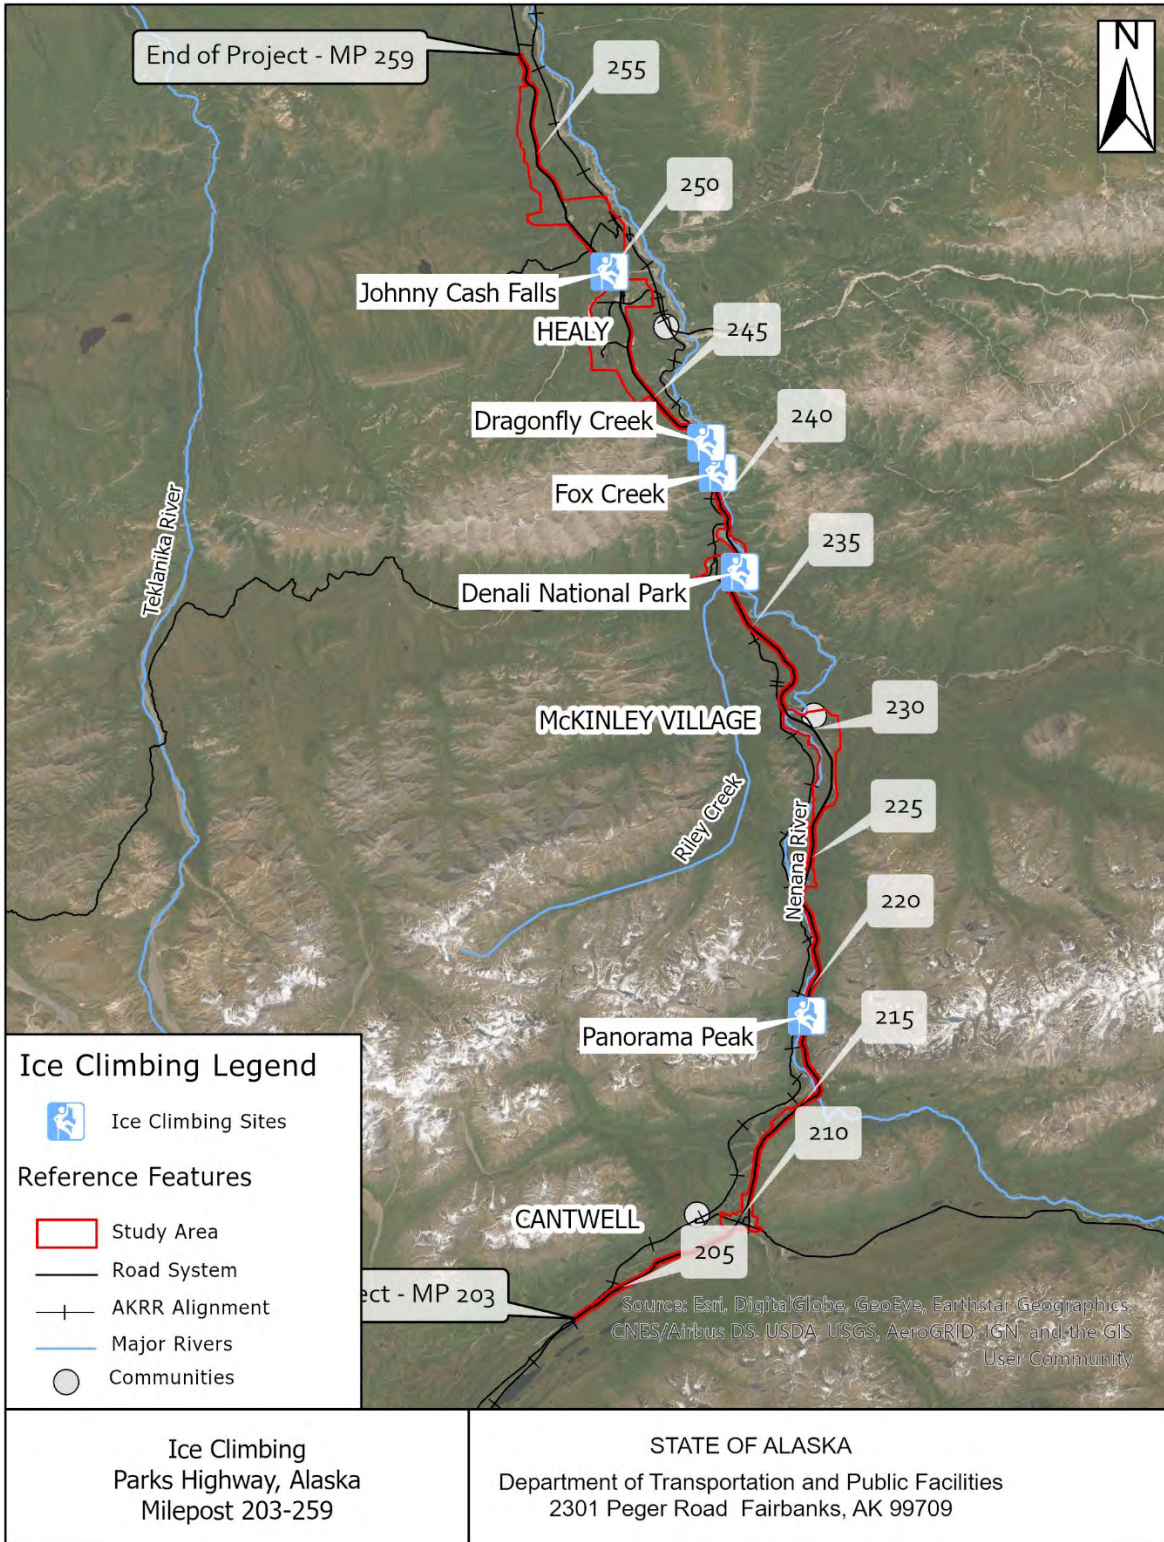 End of Project - MP 259
N
255
250
Johnny Cash Falls
HEALY
245
Dragonfly Creek
240
Fox Creek
235
Teklanika River
Denali National Park
McKINLEY VILLAGE
230
Riley Creek
Nenana River
225
220
Panorama Peak
215
210
CANTWELL
205
ect - MP 203
Ice Climbing Legend
Ice Climbing Sites
Reference Features
Study Area
Road System
AKRR Alignment
Major Rivers
Communities
Source: Esri, DigitalGlobe, GeoEye, Earthstar Geographics,
CNES/Airbus DS, USDA, USGS, AeroGRID, IGN, and the GIS
User Community
Ice Climbing
Parks Highway, Alaska
Milepost 203-259
STATE OF ALASKA
Department of Transportation and Public Facilities
2301 Peger Road Fairbanks, AK 99709